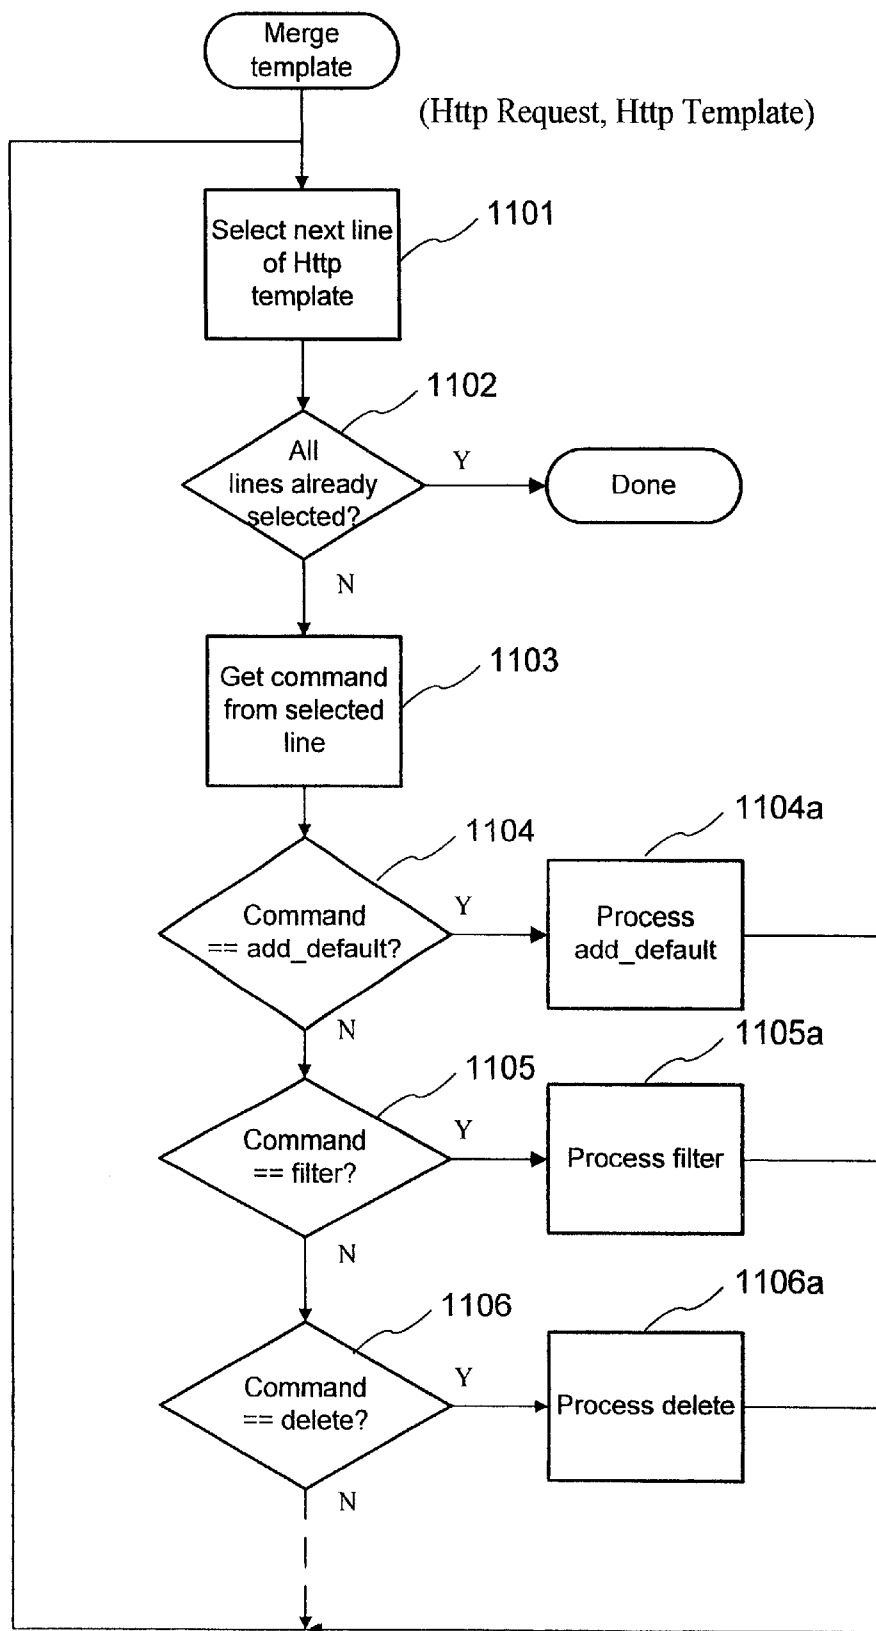 Merge
template
(Http Request, Http Template)
1101
Select next line
of Http
template
1102
All
lines already
selected?
Y
Done
N
1103
Get command
from selected
line
1104
1104a
Command
== add_default?
Y
Process
add_default
N
1105
1105a
Command
== filter?
Y
Process filter
N
1106
1106a
Command
== delete?
Y
Process delete
N